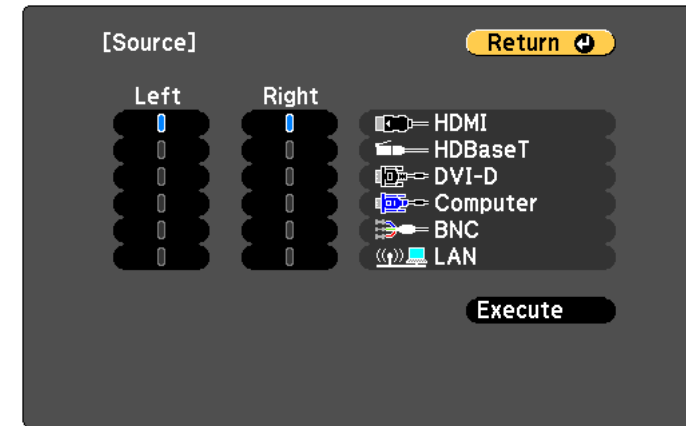 [Source]
Return
Left Right
HDMI
HDBaseT
DVI-D
Computer
BNC
LAN
Execute